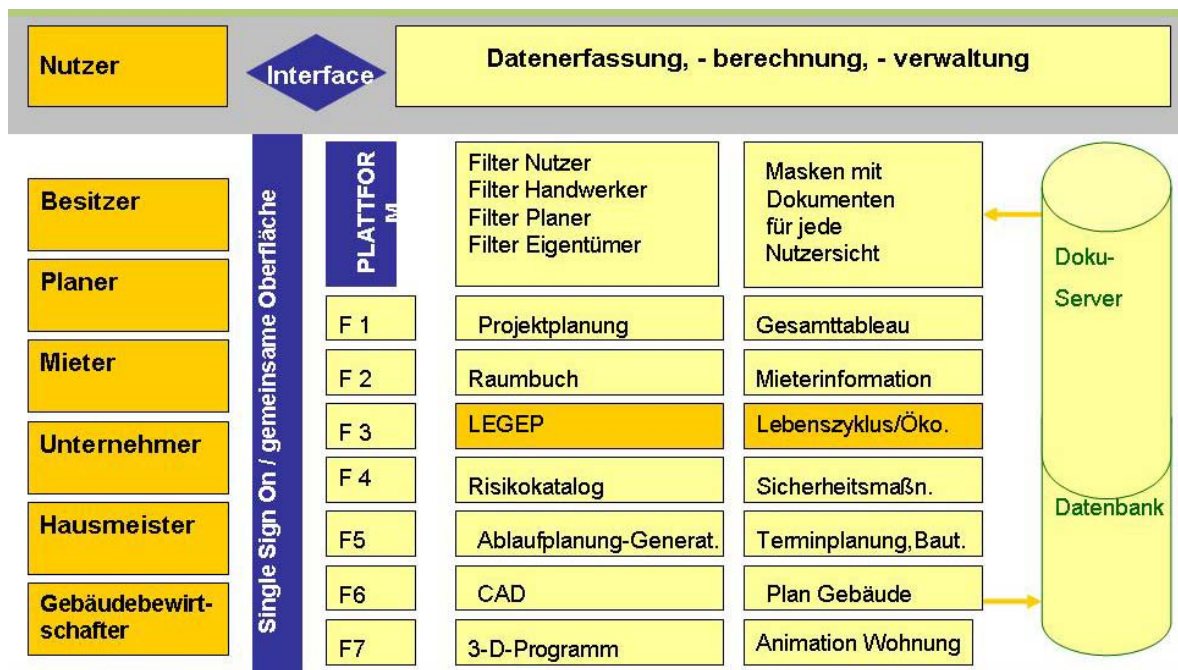 Nutzer
Interface
Datenerfassung, - berechnung, - verwaltung
Besitzer
Planer
Mieter
Unternehmer
Hausmeister
Gebäudebewirt-
schafter
Single Sign On / gemeinsame Oberfläche
PLATTFOR
M
Filter Nutzer
Filter Handwerker
Filter Planer
Filter Eigentümer
Masken mit
Dokumenten
für jede
Nutzersicht
F 1
Projektplanung
Gesamttableau
F 2
Raumbuch
Mieterinformation
F 3
LEGEP
Lebenszyklus/Öko.
F 4
Risikokatalog
Sicherheitsmaßn.
F5
Ablaufplanung-Generat.
Terminplanung,Baut.
F6
CAD
Plan Gebäude
F7
3-D-Programm
Animation Wohnung
Doku-
Server
Datenbank